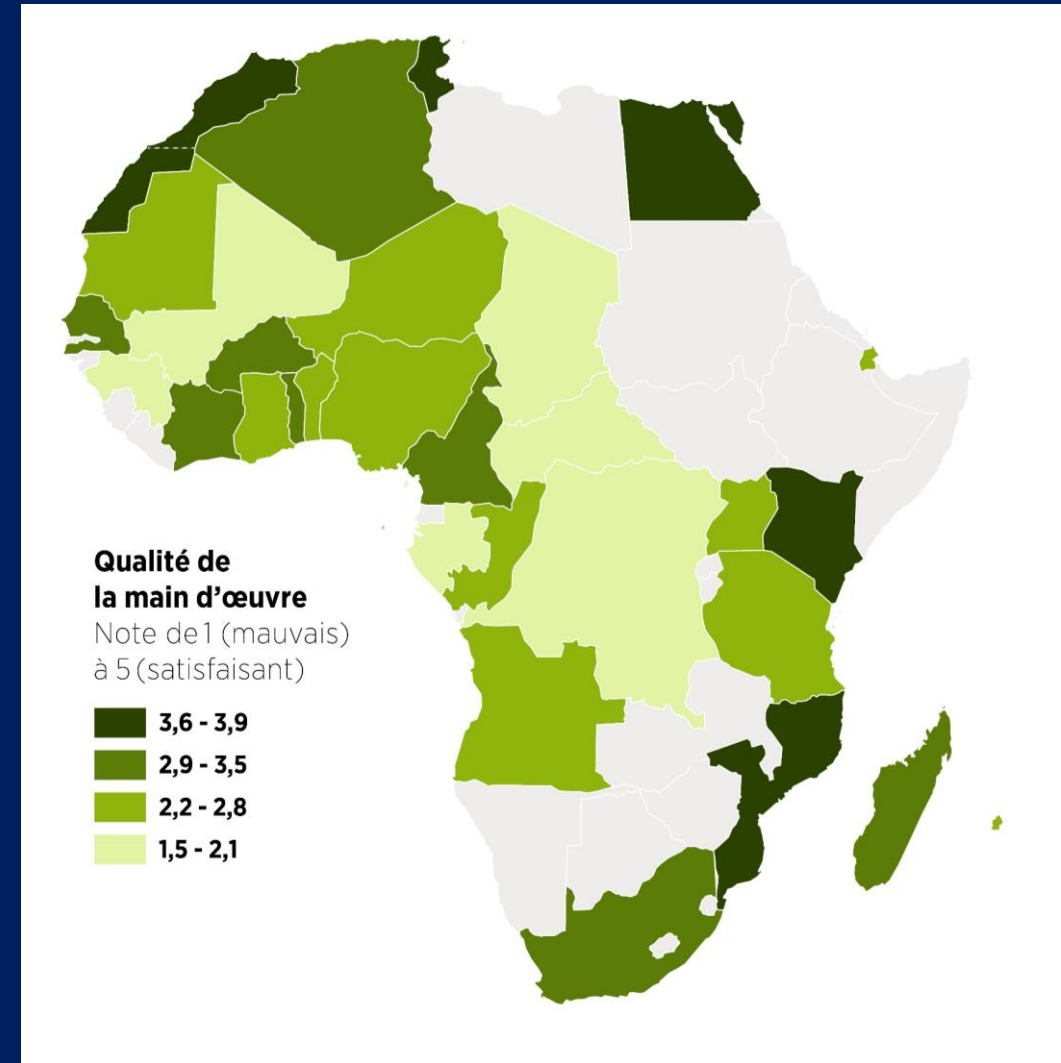 Qualité de
la main d'œuvre
Note de 1 (mauvais)
à 5 (satisfaisant)
3,6 - 3,9
2,9 - 3,5
2,2 - 2,8
1,5 - 2,1